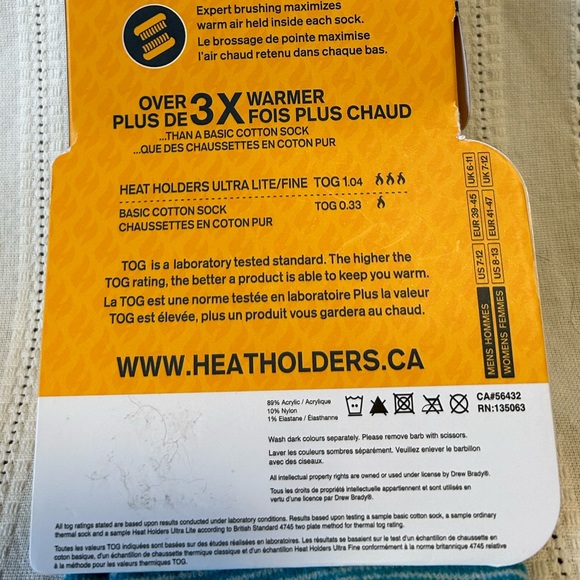 Expert brushing maximizes
warm air held inside each sock.
Le brossage de pointe maximise
l'air chaud retenu dans chaque bas.
OVER 3X WARMER
PLUS DE FOIS PLUS CHAUD
...THAN A BASIC COTTON SOCK
...QUE DES CHAUSSETTES EN COTON PUR
HEAT HOLDERS ULTRA LITE/FINE TOG 1.04
BASIC COTTON SOCK TOG 0.33
CHAUSSETTES EN COTON PUR
TOG is a laboratory tested standard. The higher the
TOG rating, the better a product is able to keep you warm.
La TOG est une norme testée en laboratoire Plus la valeur
TOG est élevée, plus un produit vous gardera au chaud.
WWW.HEATHOLDERS.CA
MENS HOMMES US 7-12 EUR 39-45 UK 6-11
WOMENS FEMMES US 8-13 EUR 41-47 UK 7-12
89% Acrylic / Acrylique
10% Nylon
1% Elastane / Élasthanne
CA#56432
RN:135063
Wash dark colours separately. Please remove barb with scissors.
Laver les couleurs sombres séparément. Veuillez enlever le barbillon
avec des ciseaux.
All intellectual property rights are owned or used under license by Drew Brady®.
Tous les droits de propriété intellectuelle appartiennent et sont utilisés en
vertu d'une licence par Drew Brady®.
All tog ratings stated are based upon results conducted under laboratory conditions. Results based upon testing a sample basic cotton sock, a sample ordinary
thermal sock and a sample Heat Holders Ultra Lite according to British Standard 4745 two plate method for thermal tog rating.
Toutes les valeurs TOG indiquées sont basées sur des études réalisées en laboratoires. Les résultats se basaient sur le test d'un échantillon de chaussette en
coton basique, d'un échantillon de chaussette thermique classique et d'un échantillon Heat Holders Ultra Fine conformément à la norme britannique 4745 relative
à la méthode pour les valeurs thermiques TOG.